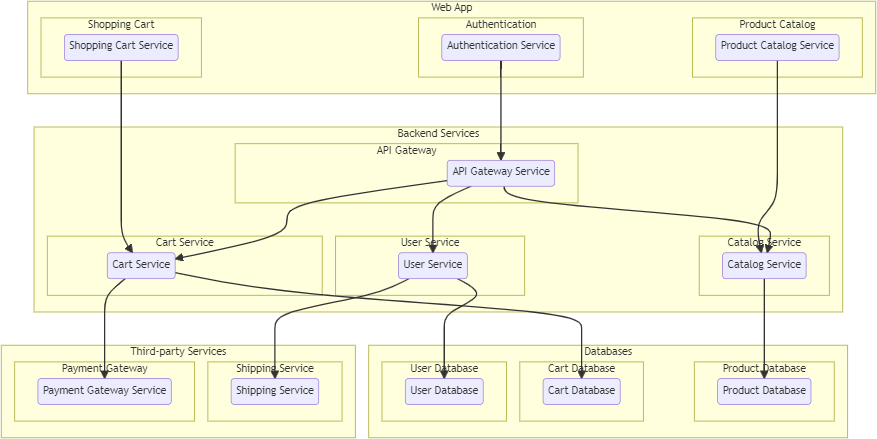 Web App
Shopping Cart
Authentication
Product Catalog
Shopping Cart Service
Authentication Service
Product Catalog Service
Backend Services
API Gateway
API Gateway Service
Cart Service
User Service
Catalog Service
Cart Service
User Service
Catalog Service
Third-party Services
Databases
Payment Gateway
Shipping Service
User Database
Cart Database
Product Database
Payment Gateway Service
Shipping Service
User Database
Cart Database
Product Database